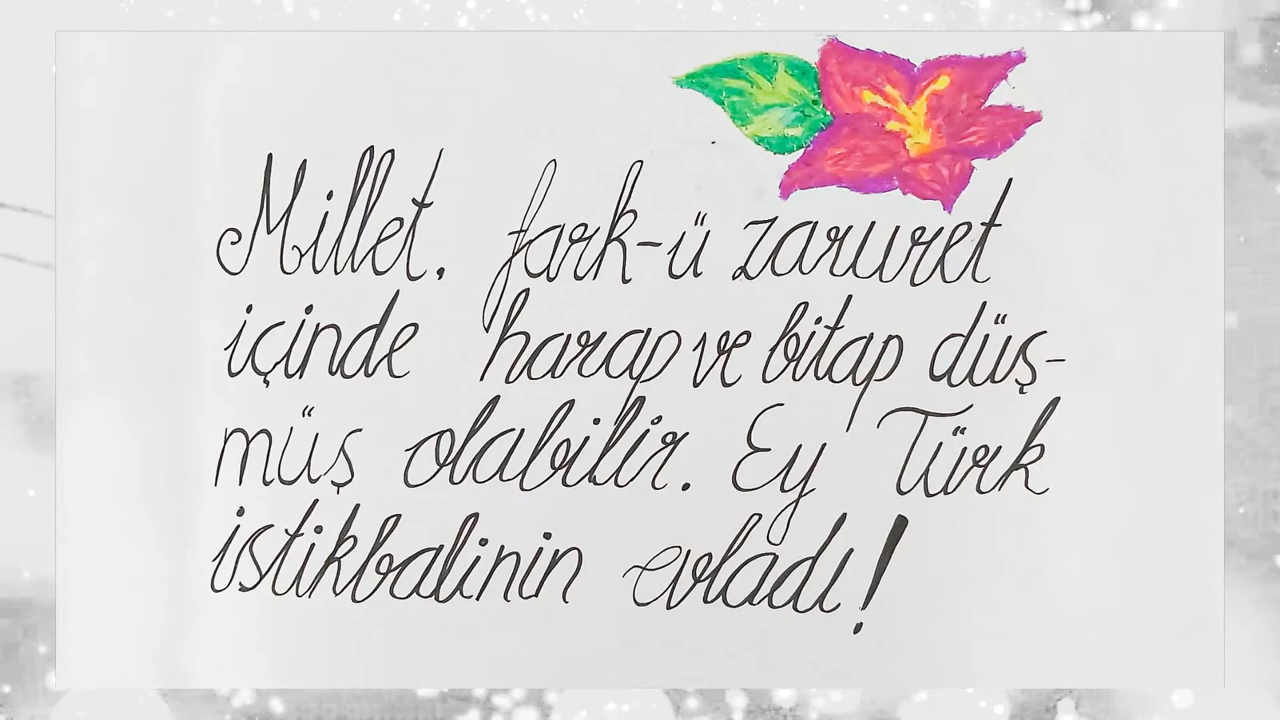 Millet. fark-ü zaruret
içinde harap ve bitap düş-
müş olabilir. Ey Türk
istikbalinin evladı!